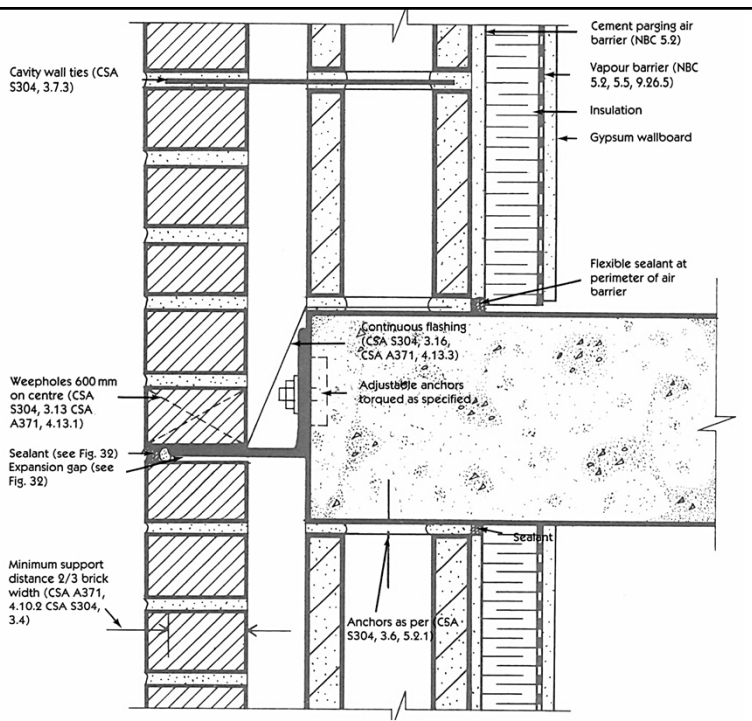 Cavity wall ties (CSA
S304, 3.7.3)
Cement parging air
barrier (NBC 5.2)
Vapour barrier (NBC
5.2, 5.5, 9.26.5)
Insulation
Gypsum wallboard
Flexible sealant at
perimeter of air
barrier
Continuous flashing
(CSA S304, 3.16,
CSA A371, 4.13.3)
Adjustable anchors
torqued as specified
Weepholes 600 mm
on centre (CSA
S304, 3.13 CSA
A371, 4.13.1)
Sealant (see Fig. 32)
Expansion gap (see
Fig. 32)
Sealant
Minimum support
distance 2/3 brick
width (CSA A371,
4.10.2 CSA S304,
3.4)
Anchors as per (CSA
S304, 3.6, 5.2.1)